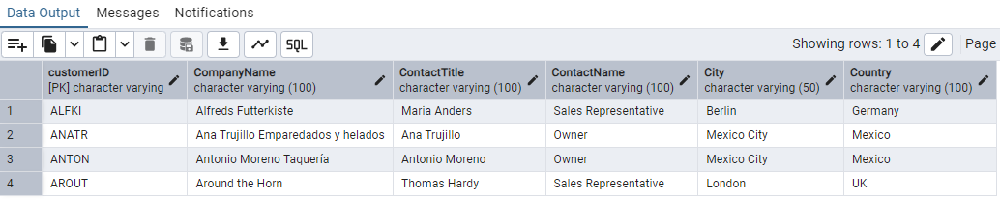 Data Output Messages Notifications
SQL Showing rows: 1 to 4 Page
customerID CompanyName ContactTitle ContactName City Country
[PK] character varying character varying (100) character varying (100) character varying (100) character varying (50) character varying (100)
1 ALFKI Alfreds Futterkiste Maria Anders Sales Representative Berlin Germany
2 ANATR Ana Trujillo Emparedados y helados Ana Trujillo Owner Mexico City Mexico
3 ANTON Antonio Moreno Taquería Antonio Moreno Owner Mexico City Mexico
4 AROUT Around the Horn Thomas Hardy Sales Representative London UK